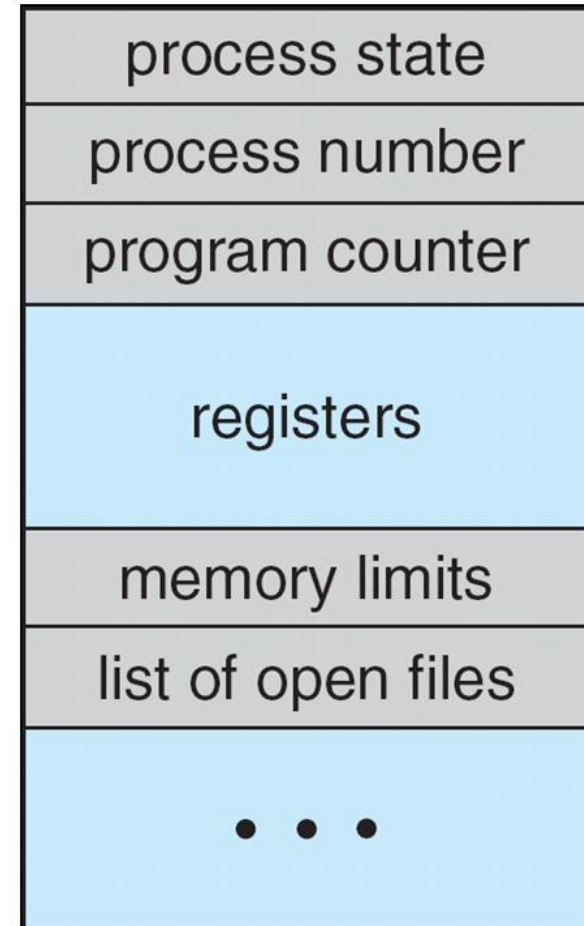 process state
process number
program counter
registers
memory limits
list of open files
• • •